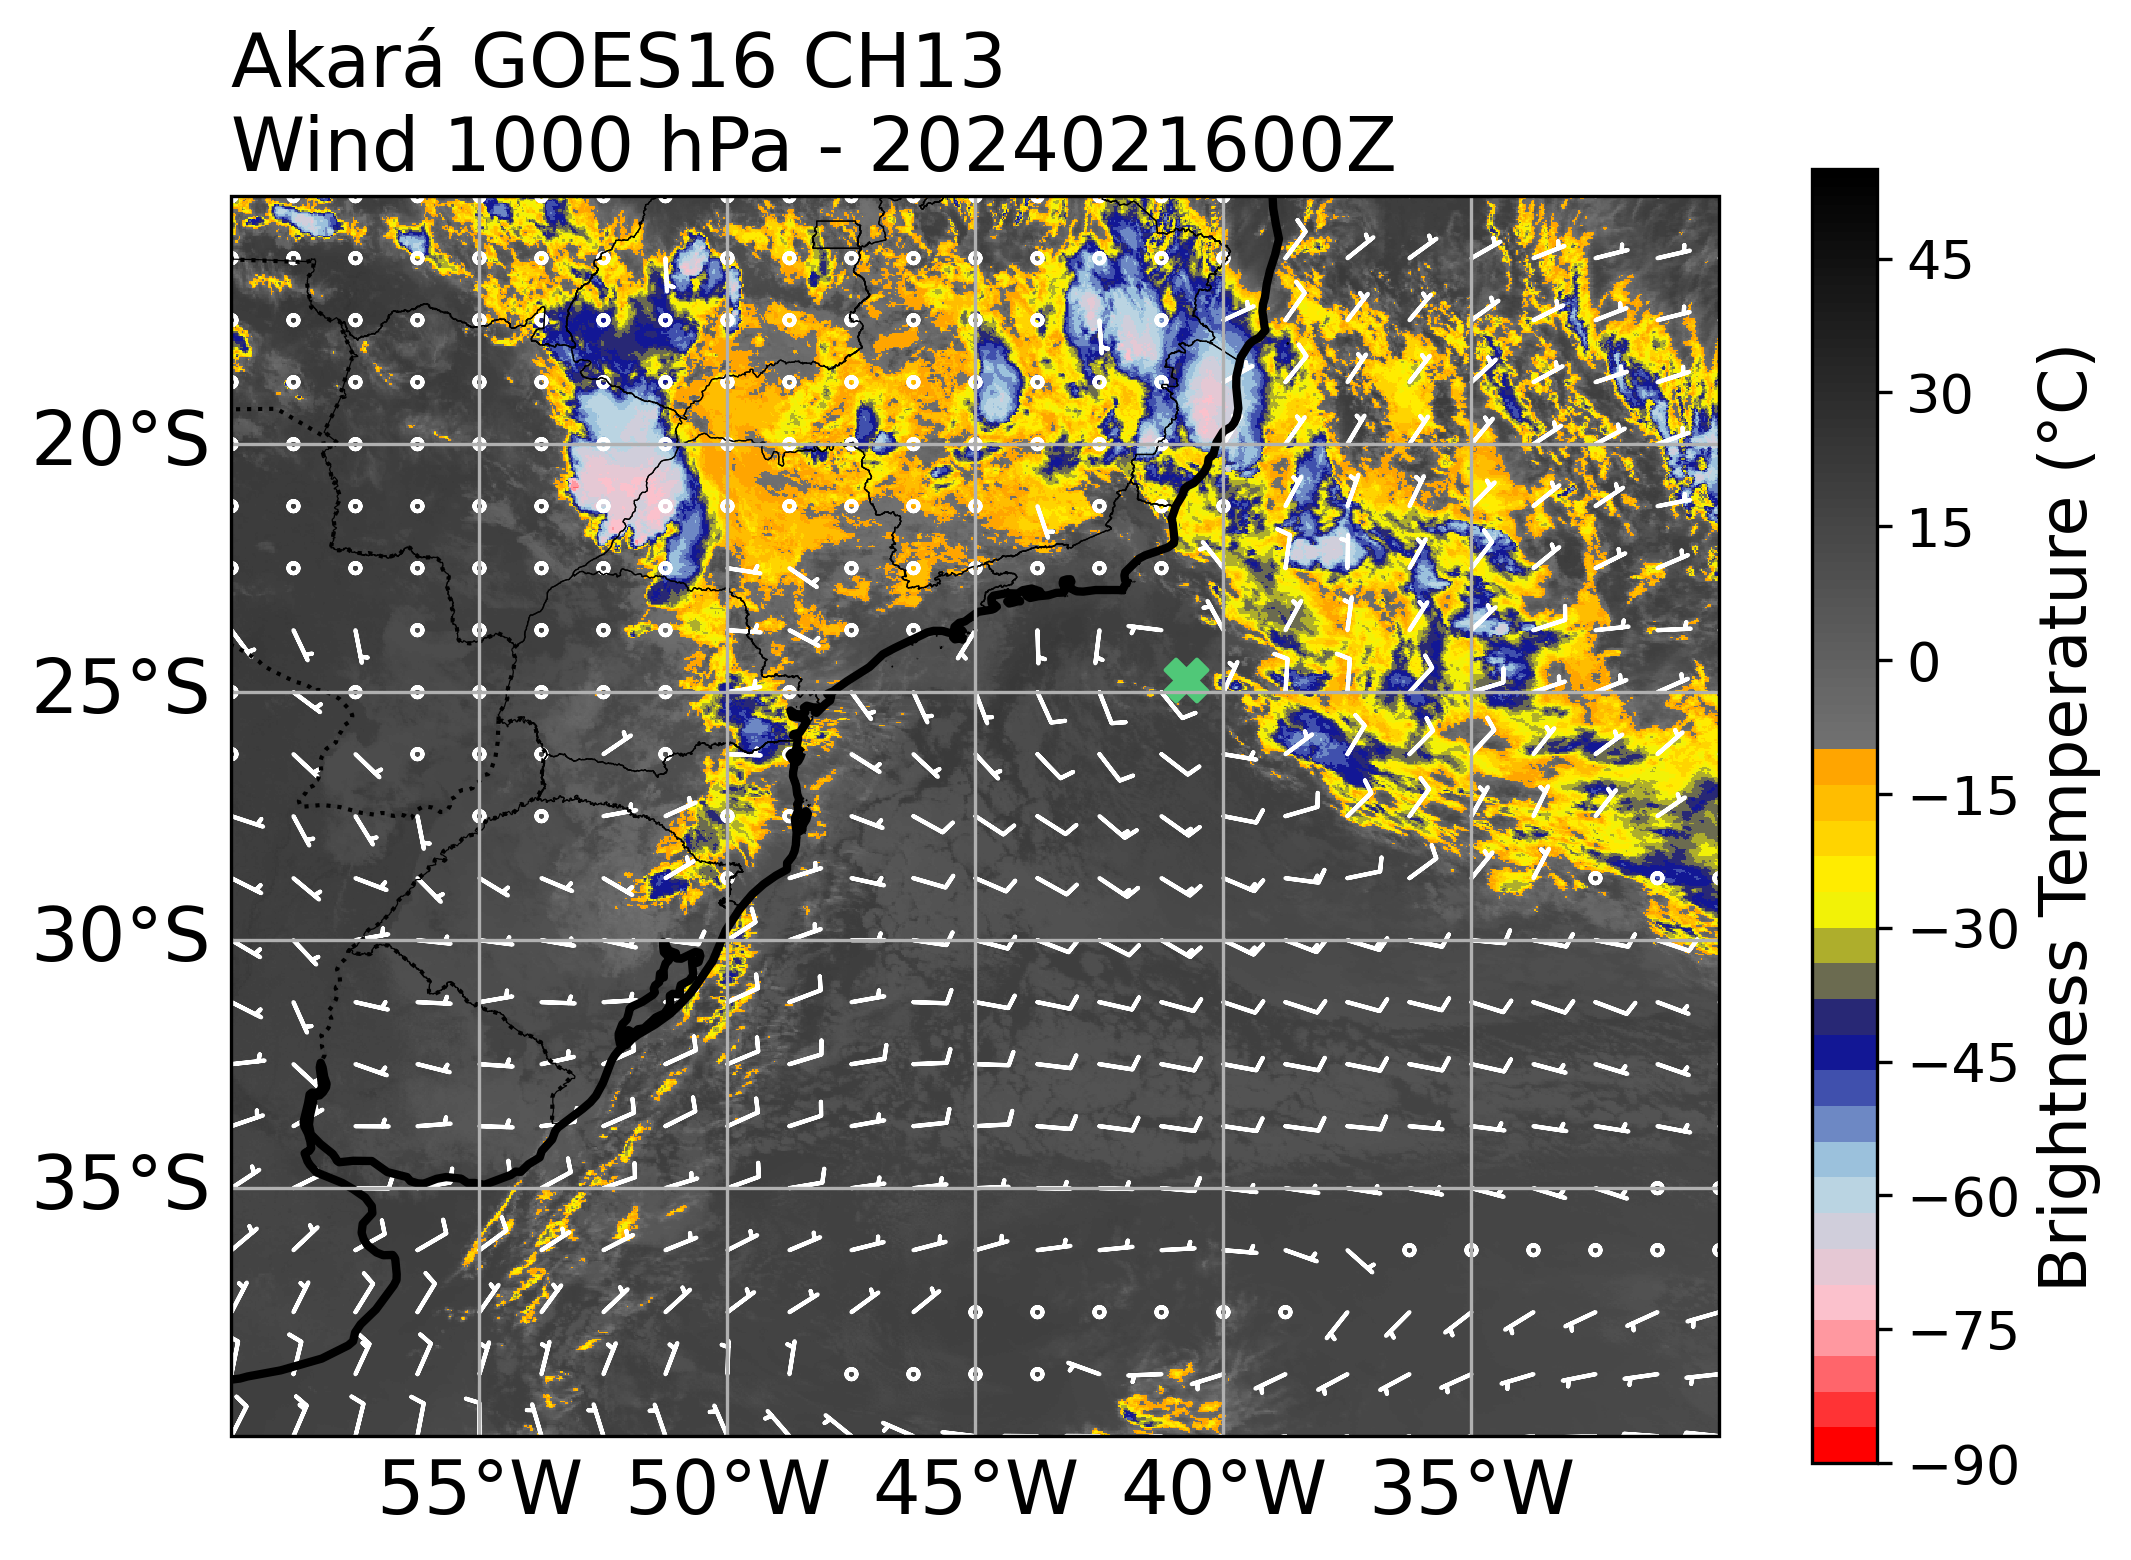 Akará GOES16 CH13
Wind 1000 hPa - 2024021600Z
20°S
25°S
30°S
35°S
55°W 50°W 45°W 40°W 35°W
45
30
15
0
−15
−30
−45
−60
−75
−90
Brightness Temperature (°C)